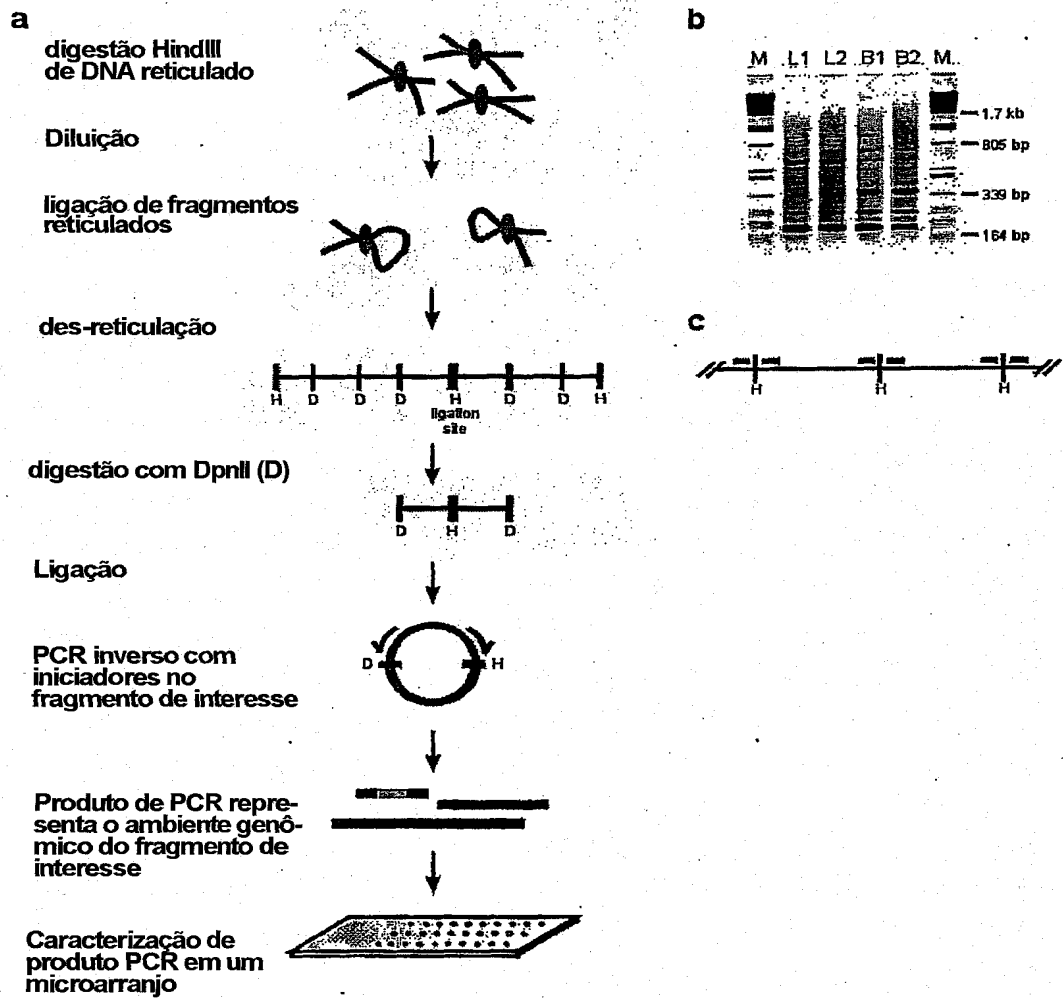 a
digestão HindIII
de DNA reticulado
Diluição
ligação de fragmentos
reticulados
des-reticulação
H D D D H D D H
ligation
site
digestão com DpnII (D)
D H D
Ligação
PCR inverso com
iniciadores no
fragmento de interesse
D H
Produto de PCR repre-
senta o ambiente genô-
mico do fragmento de
interesse
Caracterização de
produto PCR em um
microarranjo
b
M L1 L2 B1 B2 M
1.7 kb
805 bp
339 bp
164 bp
c
H H H